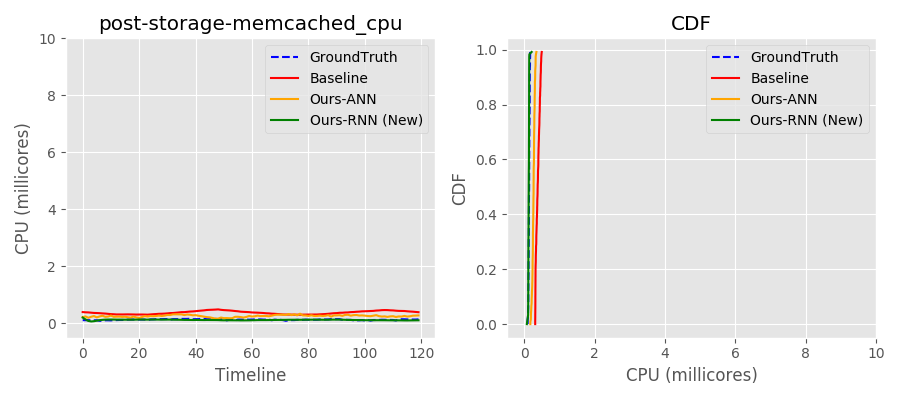 post-storage-memcached_cpu
CPU (millicores)
10
8
6
4
2
0
0
20
40
60
80
100
120
Timeline
GroundTruth
Baseline
Ours-ANN
Ours-RNN (New)
CDF
CDF
1.0
0.8
0.6
0.4
0.2
0.0
0
2
4
6
8
10
CPU (millicores)
GroundTruth
Baseline
Ours-ANN
Ours-RNN (New)